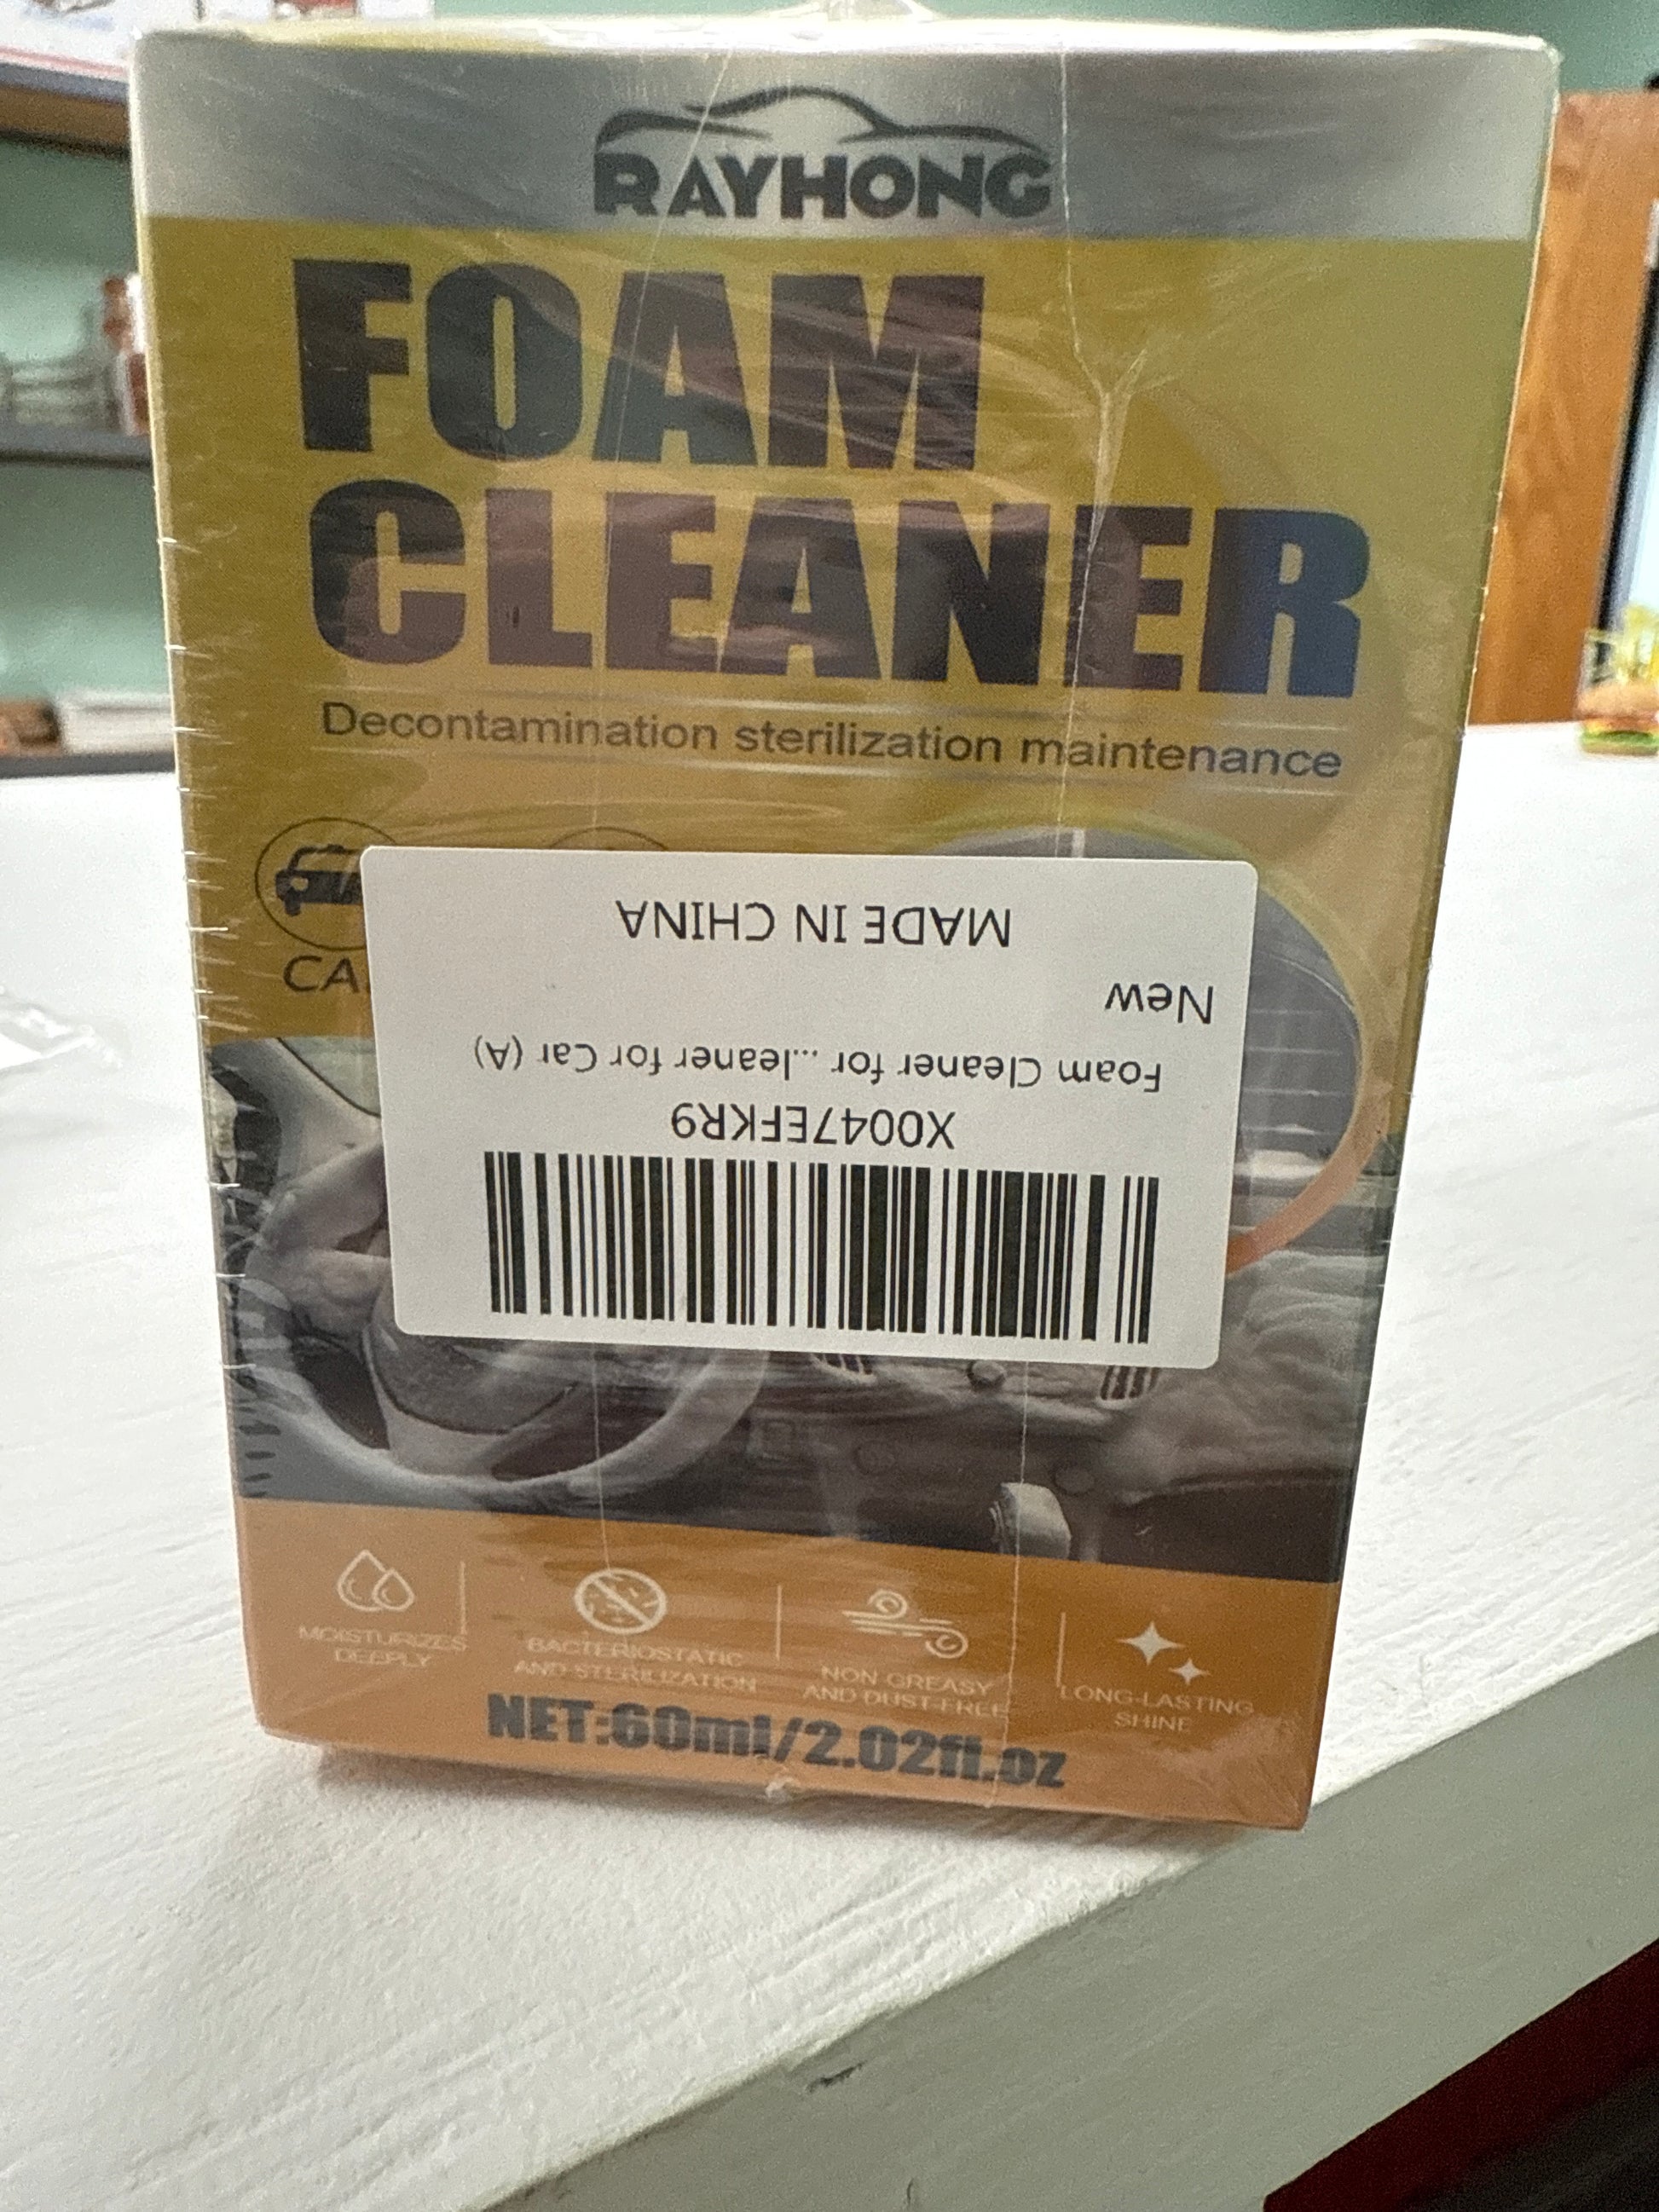 RAYHONG
FOAM
CLEANER
Decontamination sterilization maintenance
CA
MADE IN CHINA
New
Foam Cleaner for ...leaner for Car (A)
X0047EFKR9
MOISTURIZES
DEEPLY
BACTERIOSTATIC
AND STERILIZATION
NON GREASY
AND DUST-FREE
LONG-LASTING
SHINE
NET:60ml/2.02fl.oz